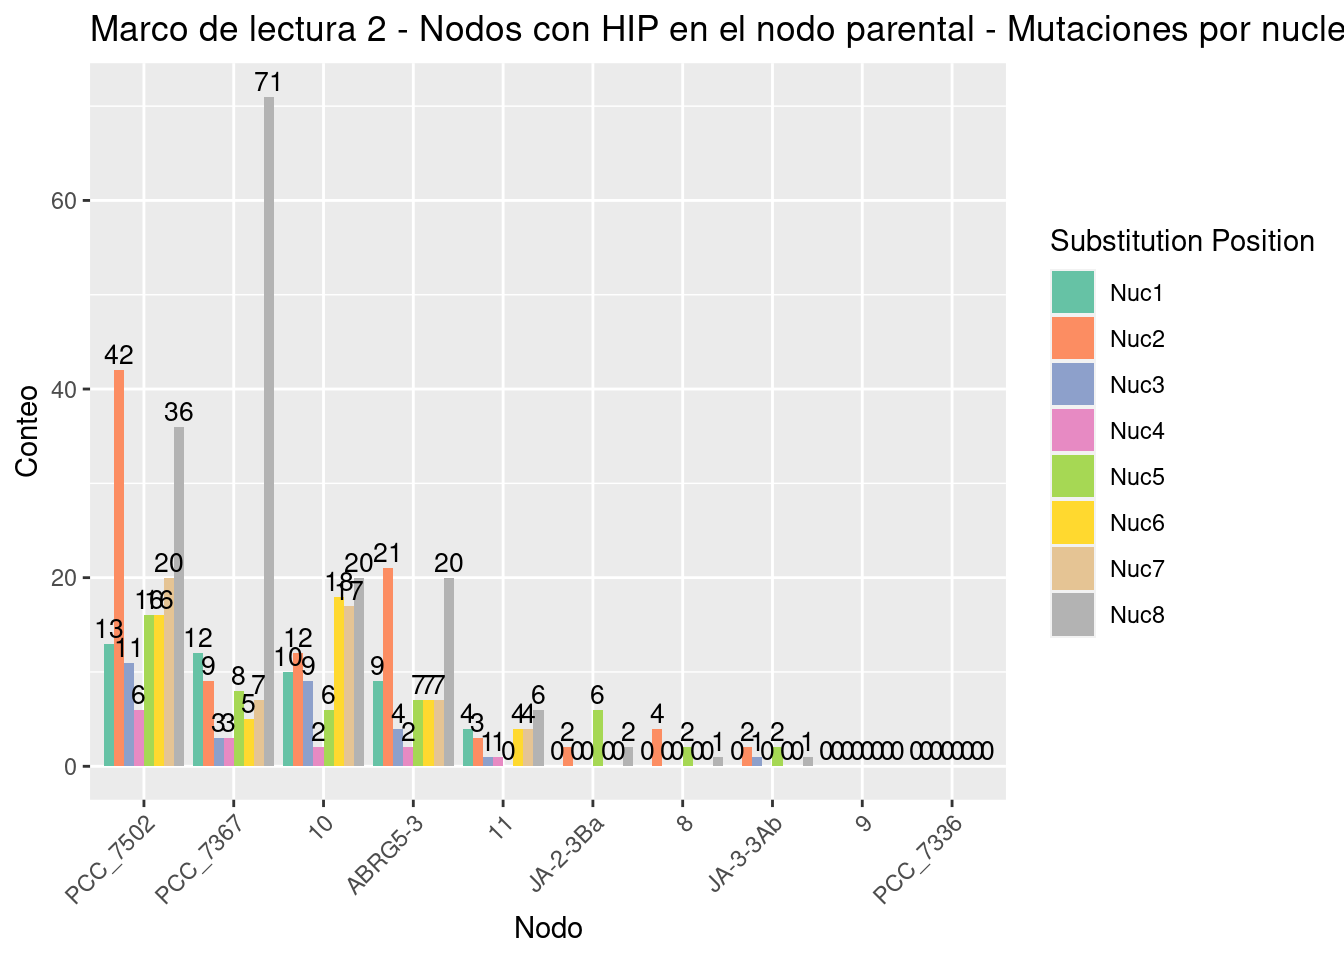 Marco de lectura 2 - Nodos con HIP en el nodo parental - Mutaciones por nucle
Conteo
60
40
20
0
13 42 11 6 16 16 20 36
12 9 3 3 8 5 7 71
10 12 9 2 6 18 17 20
9 21 4 2 7 7 7 20
4 3 1 1 0 4 4 6
0 2 0 0 6 0 0 2
0 4 0 0 2 0 0 1
0 2 1 0 2 0 0 1
0 0 0 0 0 0 0 0
0 0 0 0 0 0 0 0
PCC_7502
PCC_7367
10
ABRG5-3
11
JA-2-3Ba
8
JA-3-3Ab
9
PCC_7336
Nodo
Substitution Position
Nuc1
Nuc2
Nuc3
Nuc4
Nuc5
Nuc6
Nuc7
Nuc8